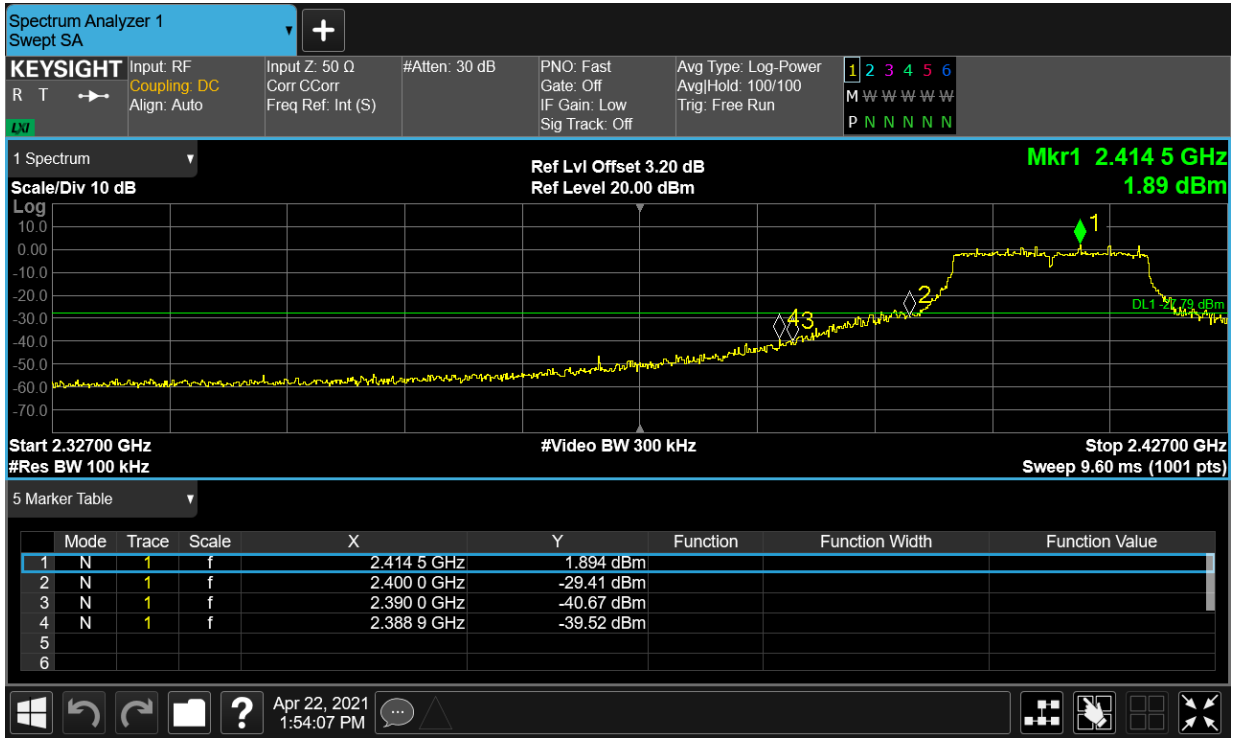 Spectrum Analyzer 1
Swept SA
KEYSIGHT
R T
LXI
Input: RF
Coupling: DC
Align: Auto
Input Z: 50 Ω
Corr CCorr
Freq Ref: Int (S)
#Atten: 30 dB
PNO: Fast
Gate: Off
IF Gain: Low
Sig Track: Off
Avg Type: Log-Power
Avg|Hold: 100/100
Trig: Free Run
1 2 3 4 5 6
M W W W W W
P N N N N N
1 Spectrum
Scale/Div 10 dB
Ref Lvl Offset 3.20 dB
Ref Level 20.00 dBm
Mkr1 2.414 5 GHz
1.89 dBm
Log
10.0
0.00
-10.0
-20.0
-30.0
-40.0
-50.0
-60.0
-70.0
1
2
4 3
DL1 -27.79 dBm
Start 2.32700 GHz
#Res BW 100 kHz
#Video BW 300 kHz
Stop 2.42700 GHz
Sweep 9.60 ms (1001 pts)
5 Marker Table
Mode Trace Scale X Y Function Function Width Function Value
1 N 1 f 2.414 5 GHz 1.894 dBm
2 N 1 f 2.400 0 GHz -29.41 dBm
3 N 1 f 2.390 0 GHz -40.67 dBm
4 N 1 f 2.388 9 GHz -39.52 dBm
5
6
?
Apr 22, 2021
1:54:07 PM